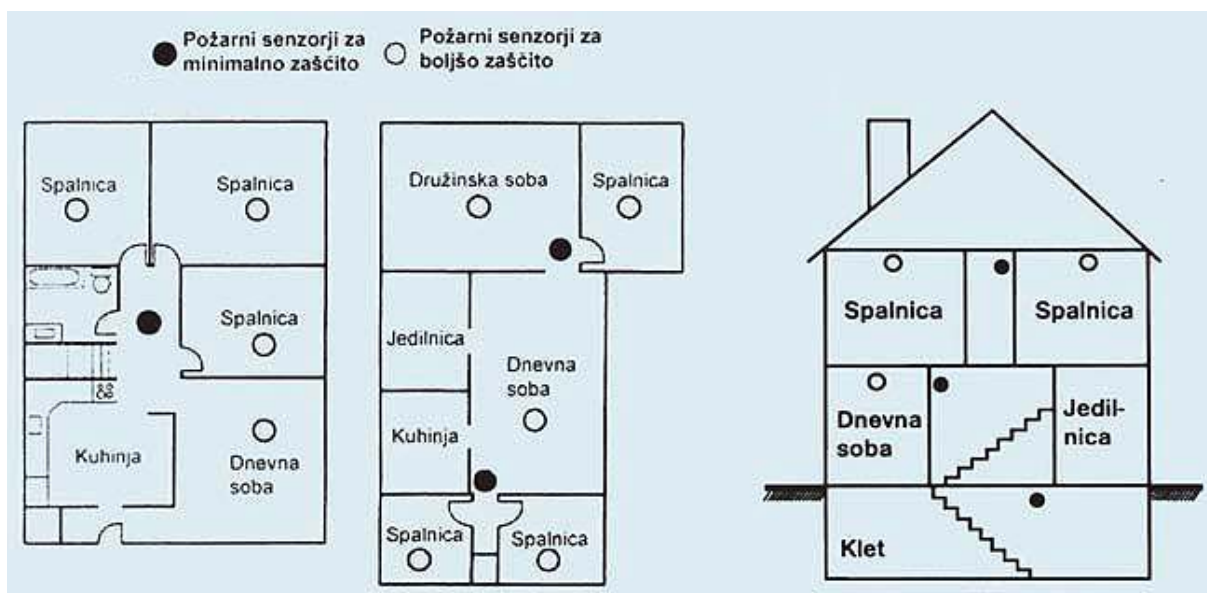 Požarni senzorji za
minimalno zaščito
Požarni senzorji za
boljšo zaščito
Spalnica
Spalnica
Spalnica
Kuhinja
Dnevna
soba
Družinska soba
Spalnica
Jedilnica
Dnevna
soba
Kuhinja
Spalnica
Spalnica
Spalnica
Spalnica
Dnevna
soba
Jedil-
nica
Klet